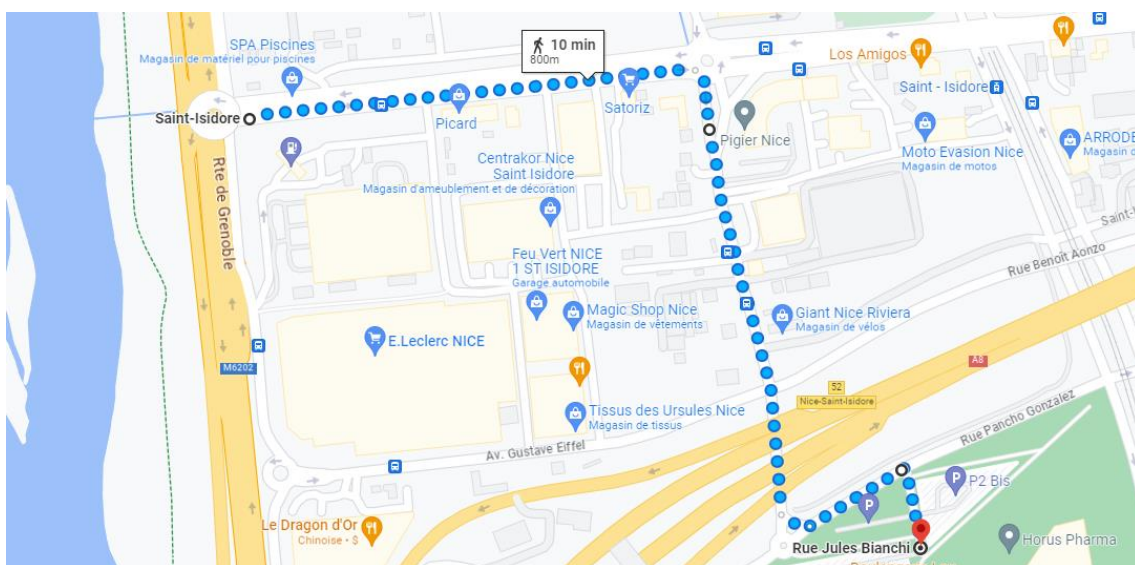 10 min
800m
SPA Piscines
Magasin de matériel pour piscines
Los Amigos
Saint-Isidore
Picard
Satoriz
Saint - Isidore
Pigier Nice
Moto Evasion Nice
Magasin de motos
ARRODE
Magasin d
Centrakor Nice
Saint Isidore
Magasin d'ameublement et de décoration
Rte de Grenoble
Saint-
Feu Vert NICE
1 ST ISIDORE
Garage automobile
Rue Benoît Aonzo
Magic Shop Nice
Magasin de vêtements
Giant Nice Riviera
Magasin de vélos
E.Leclerc NICE
M6202
A8
52
Nice-Saint-Isidore
Tissus des Ursules Nice
Magasin de tissus
Rue Pancho Gonzalez
Av. Gustave Eiffel
P
P2 Bis
P
Le Dragon d'Or
Chinoise • $
Rue Jules Bianchi
Horus Pharma